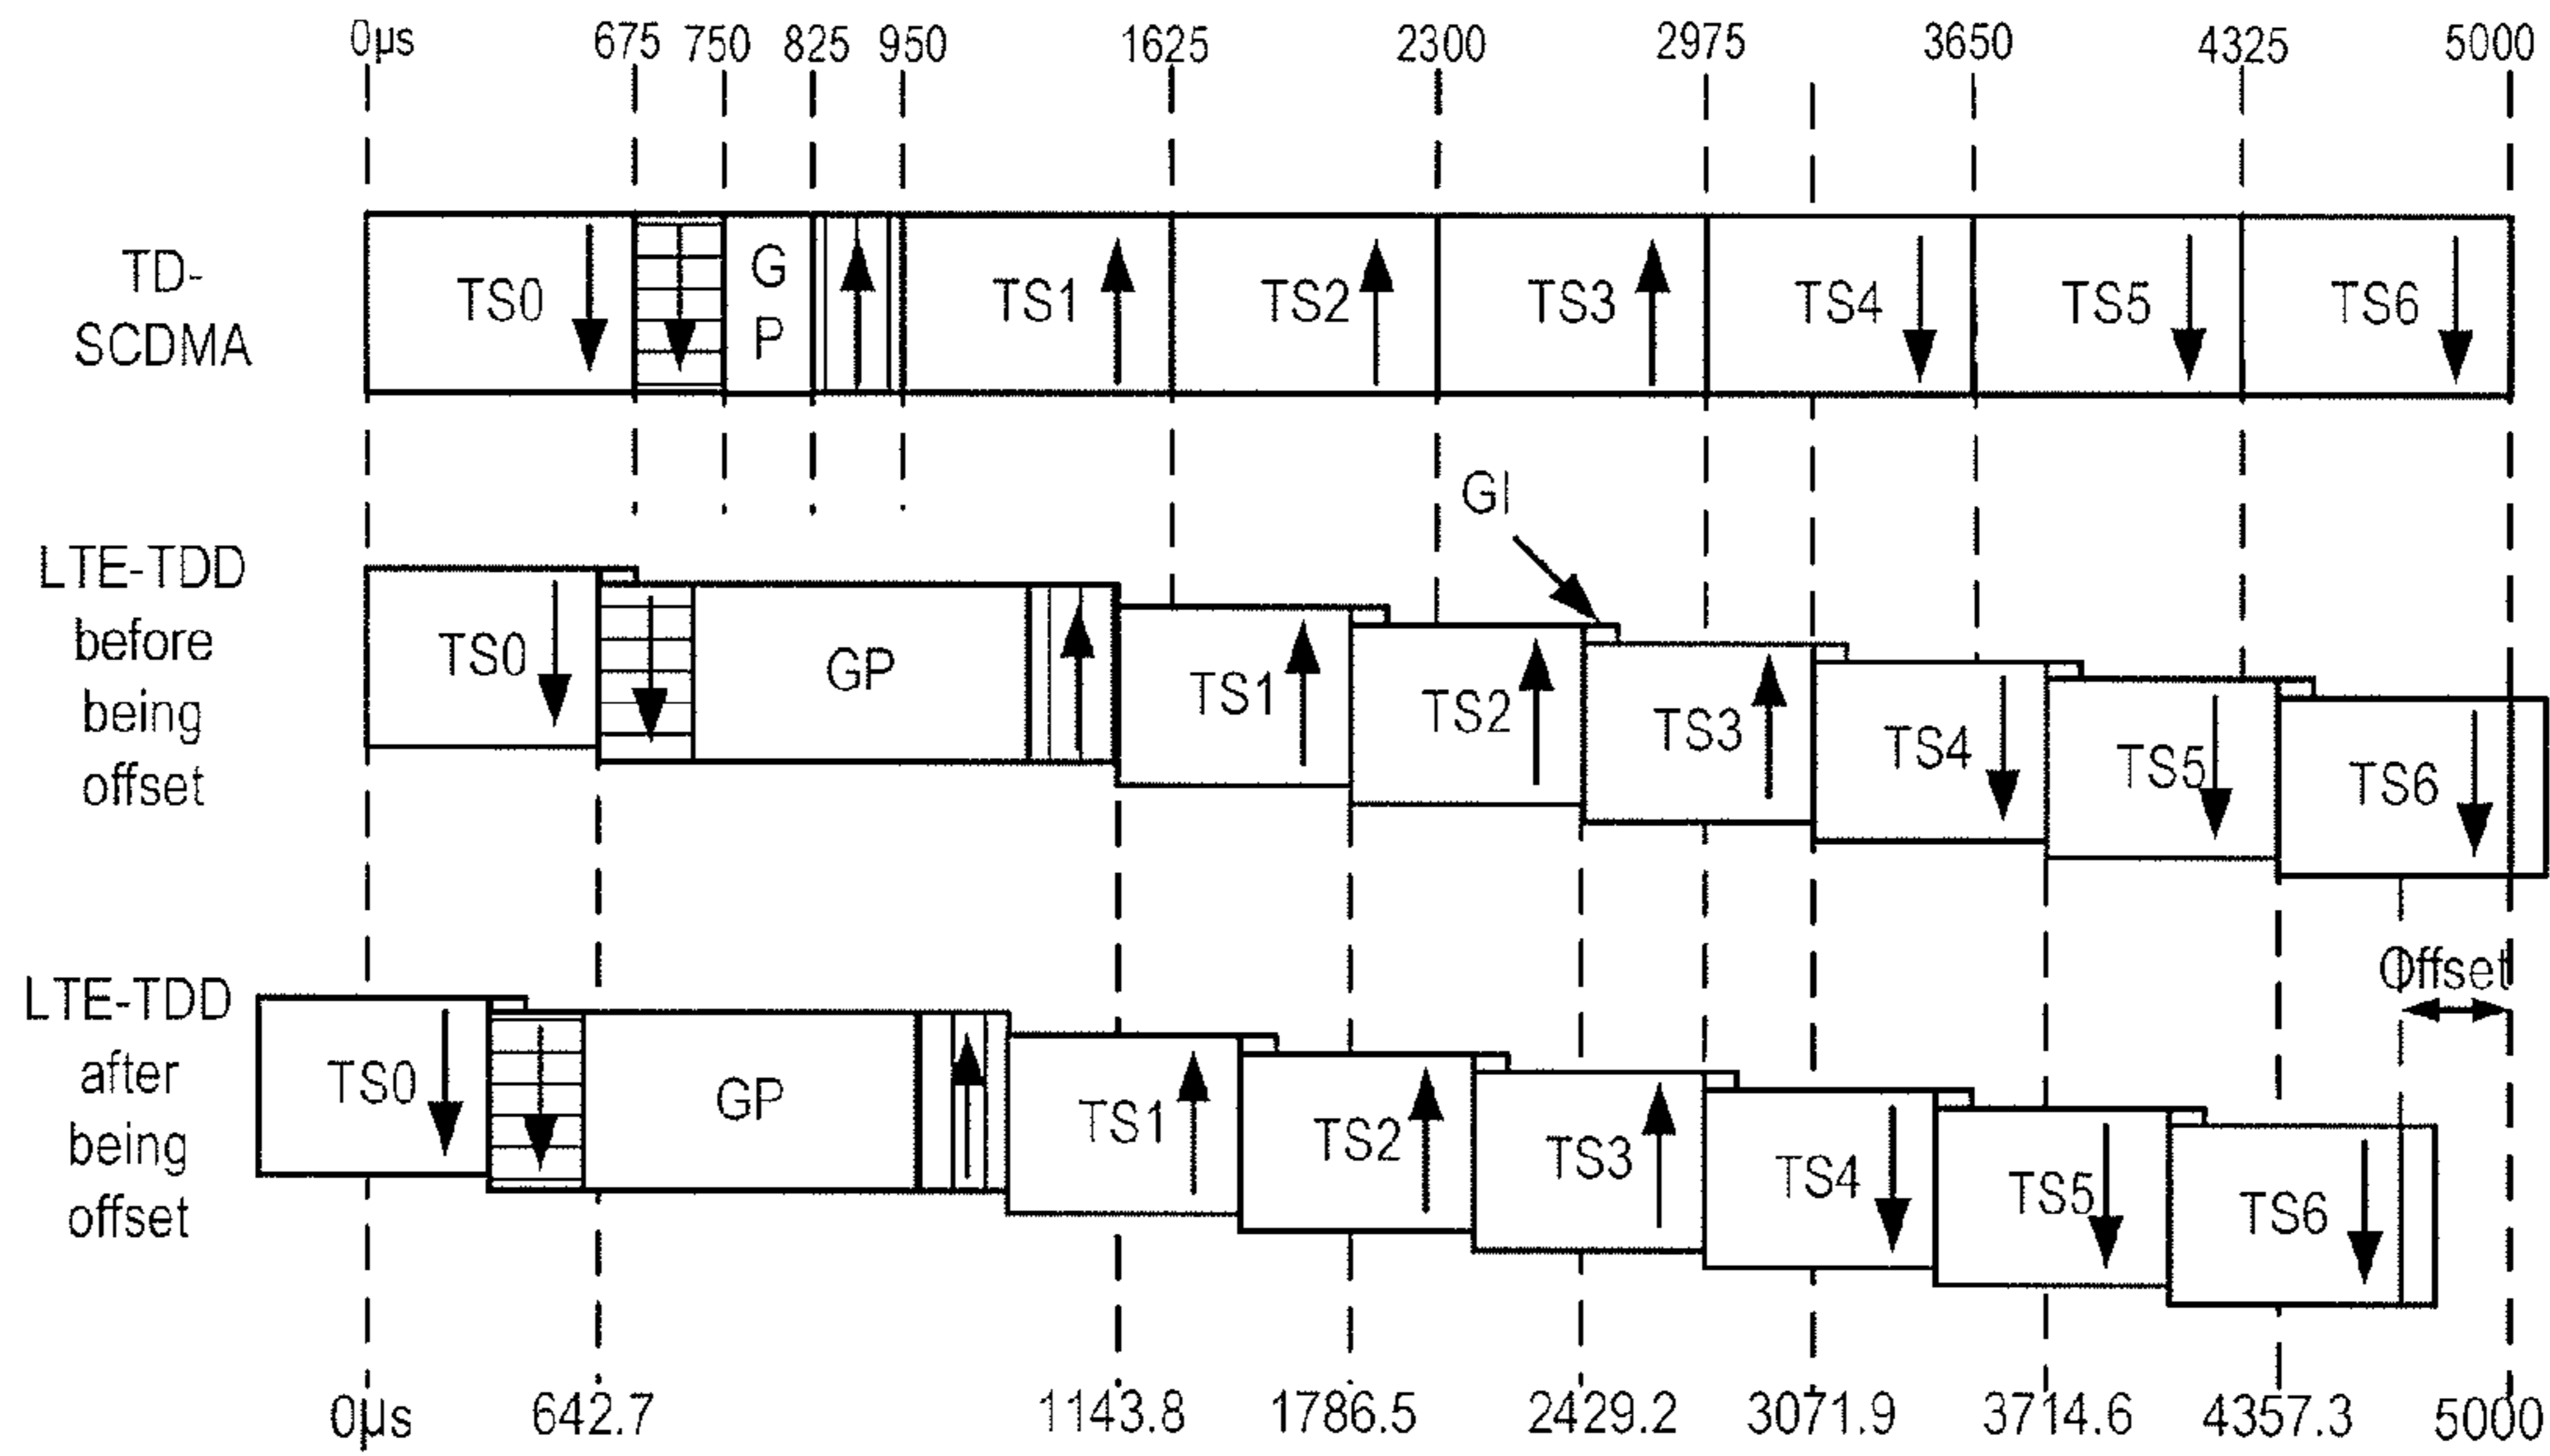 0μs 675 750 825 950 1625 2300 2975 3650 4325 5000
TD-
SCDMA
TS0 G
P TS1 TS2 TS3 TS4 TS5 TS6
GI
LTE-TDD
before
being
offset
TS0 GP TS1 TS2 TS3 TS4 TS5 TS6
Offset
LTE-TDD
after
being
offset
TS0 GP TS1 TS2 TS3 TS4 TS5 TS6
0μs 642.7 1143.8 1786.5 2429.2 3071.9 3714.6 4357.3 5000